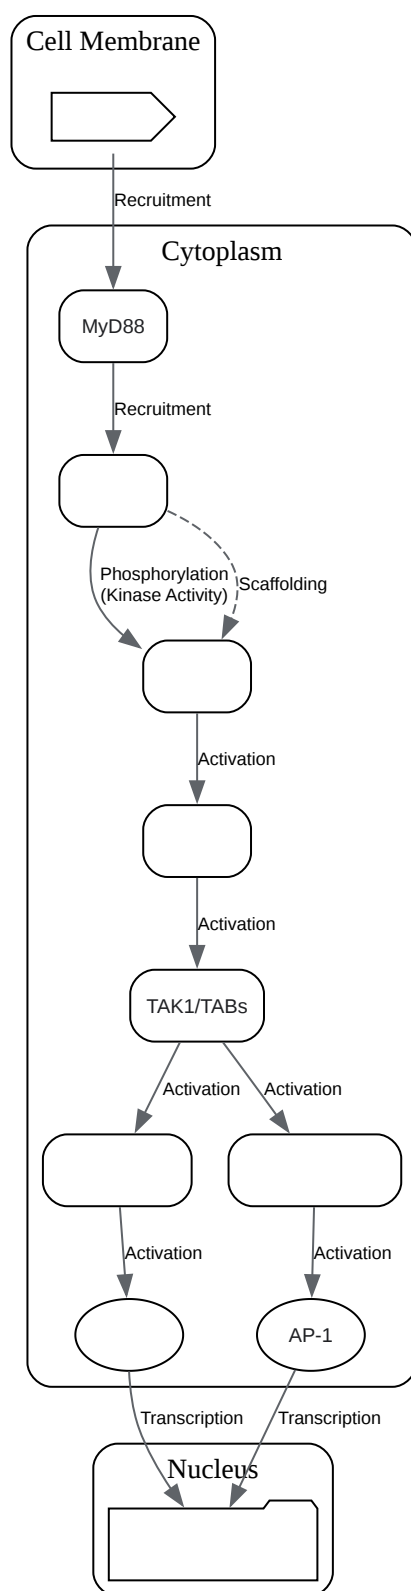 Cell Membrane
Recruitment
Cytoplasm
MyD88
Recruitment
Phosphorylation
(Kinase Activity)
Scaffolding
Activation
Activation
TAK1/TABs
Activation
Activation
Activation
Activation
AP-1
Transcription
Transcription
Nucleus